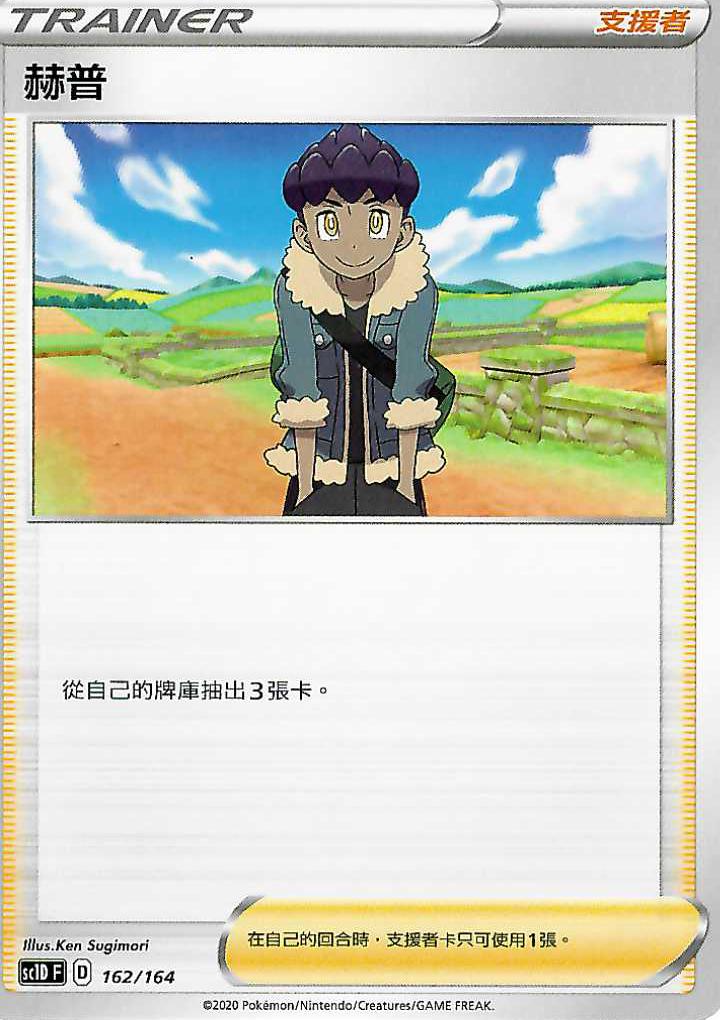 TRAINER
支援者
赫普
從自己的牌庫抽出3張卡。
Illus.Ken Sugimori
在自己的回合時，支援者卡只可使用1張。
sc1D F D 162/164
©2020 Pokémon/Nintendo/Creatures/GAME FREAK.